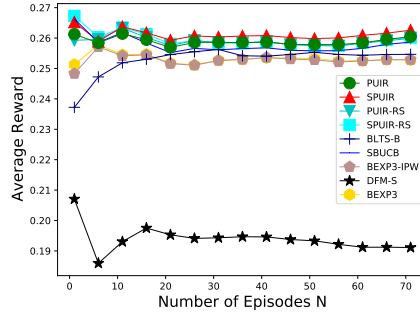 0.27
0.26
0.25
0.24
0.23
0.22
0.21
0.20
0.19
Average Reward
0 10 20 30 40 50 60 70
Number of Episodes N
PUIR
SPUIR
PUIR-RS
SPUIR-RS
BLTS-B
SBUCB
BEXP3-IPW
DFM-S
BEXP3